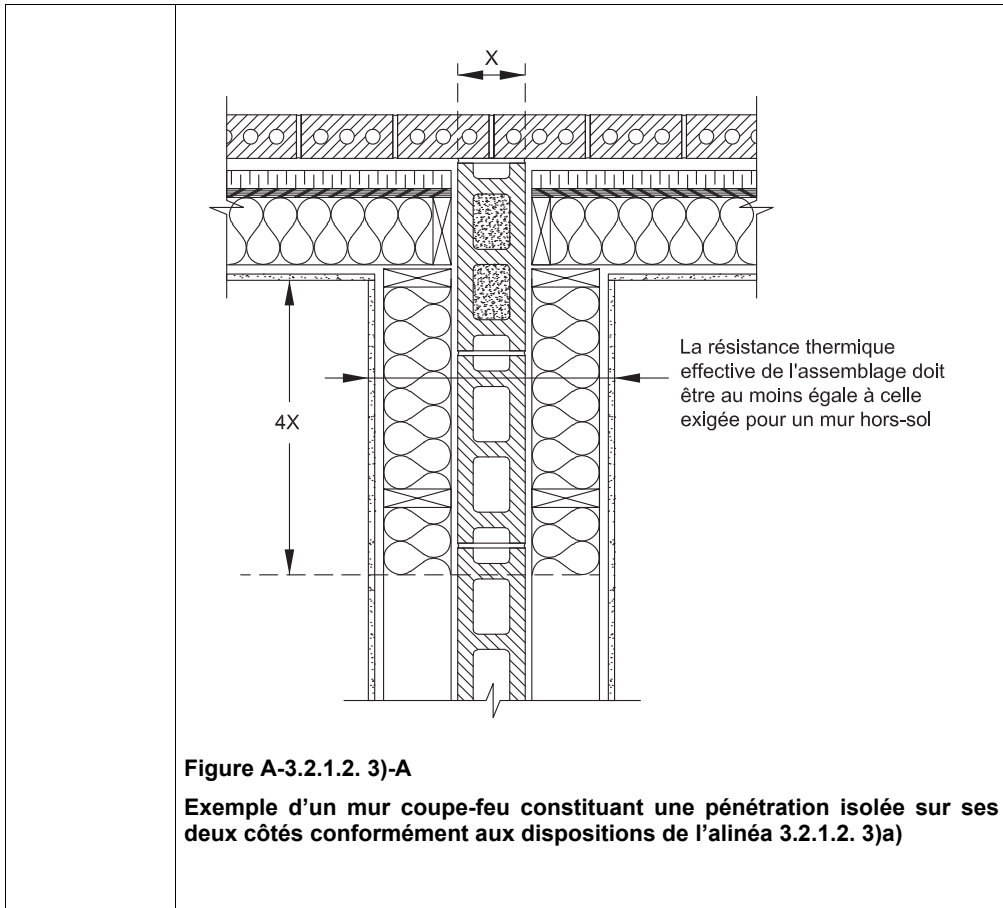 X
La résistance thermique
effective de l'assemblage doit
être au moins égale à celle
exigée pour un mur hors-sol
4X
Figure A-3.2.1.2. 3)-A
Exemple d’un mur coupe-feu constituant une pénétration isolée sur ses
deux côtés conformément aux dispositions de l’alinéa 3.2.1.2. 3)a)